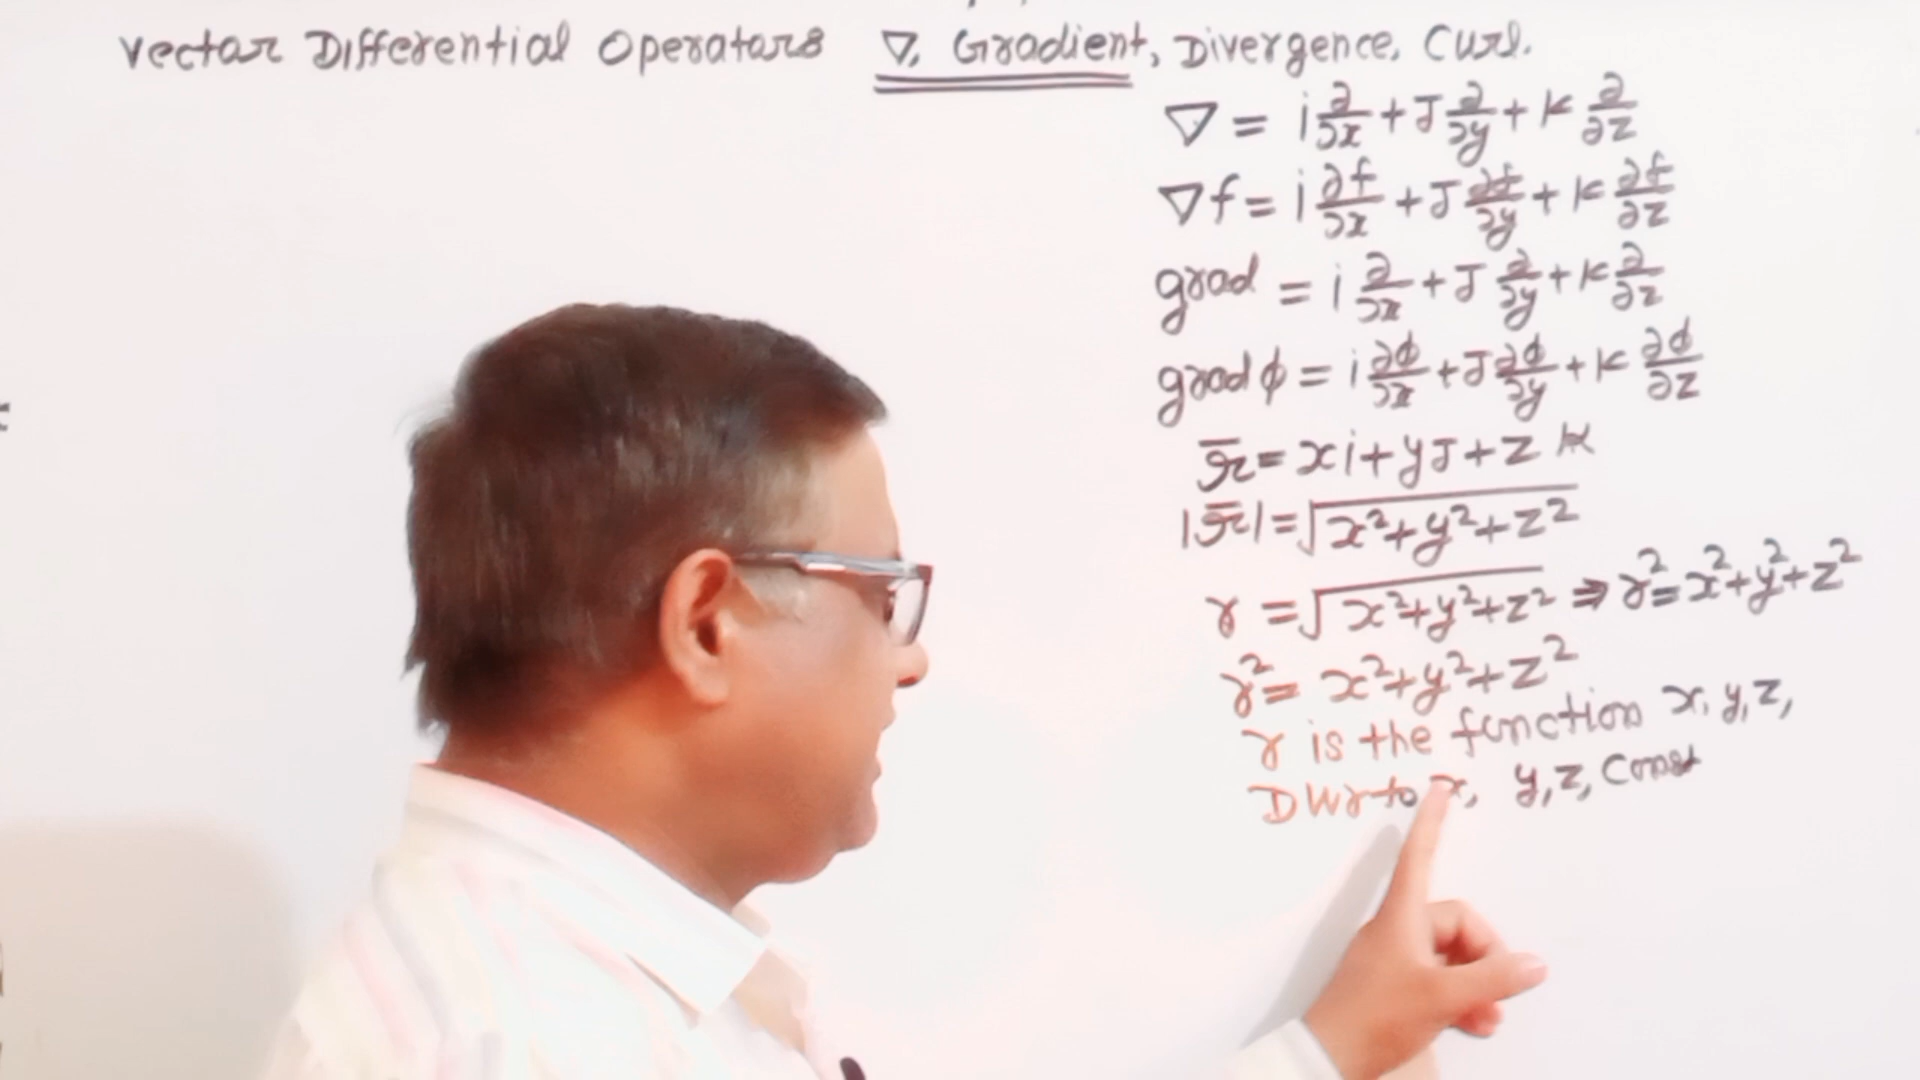 Vector Differential Operators ∇, Gradient, Divergence, Curl.
∇ = i ∂/∂x + J ∂/∂y + K ∂/∂z
∇f = i ∂f/∂x + J ∂f/∂y + K ∂f/∂z
grad = i ∂/∂x + J ∂/∂y + K ∂/∂z
grad ϕ = i ∂ϕ/∂x + J ∂ϕ/∂y + K ∂ϕ/∂z
r̄ = xi + yJ + zK
|r̄| = √(x²+y²+z²)
r = √(x²+y²+z²) ⇒ r² = x²+y²+z²
r² = x²+y²+z²
r is the function x, y, z,
D Wr to x, y, z, Const